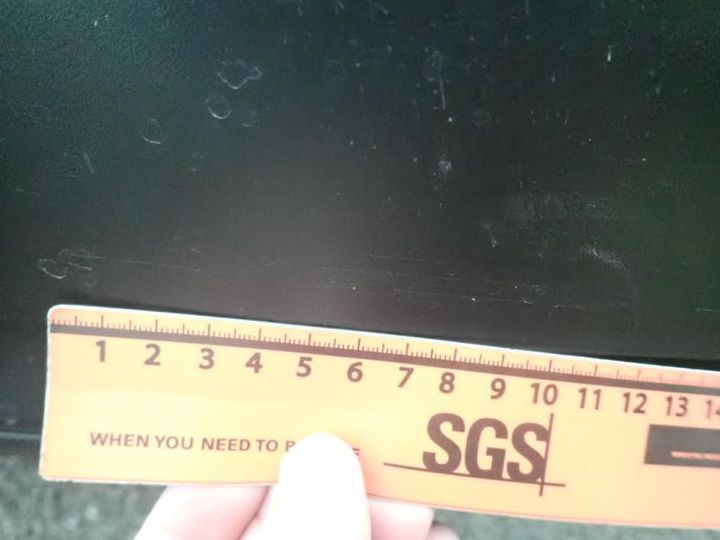 1 2 3 4 5 6 7 8 9 10 11 12 13
WHEN YOU NEED TO
SGS